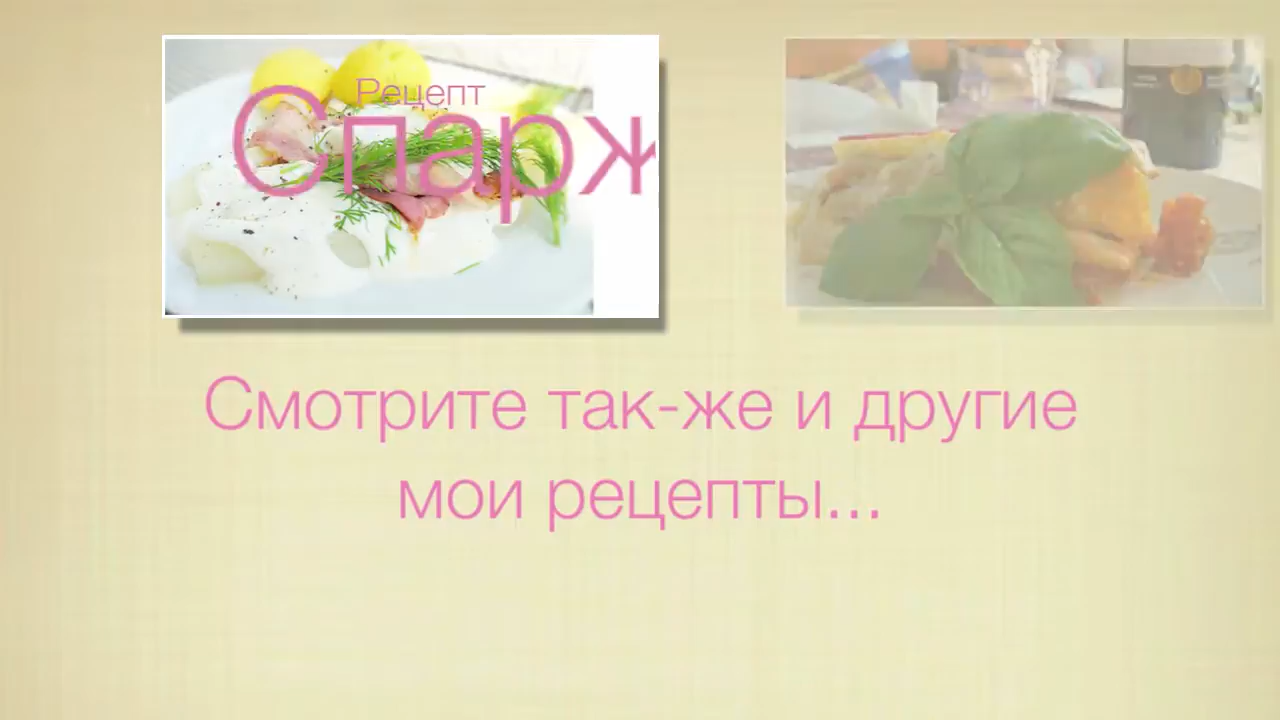 Рецепт
Спарж
Смотрите так-же и другие
мои рецепты...